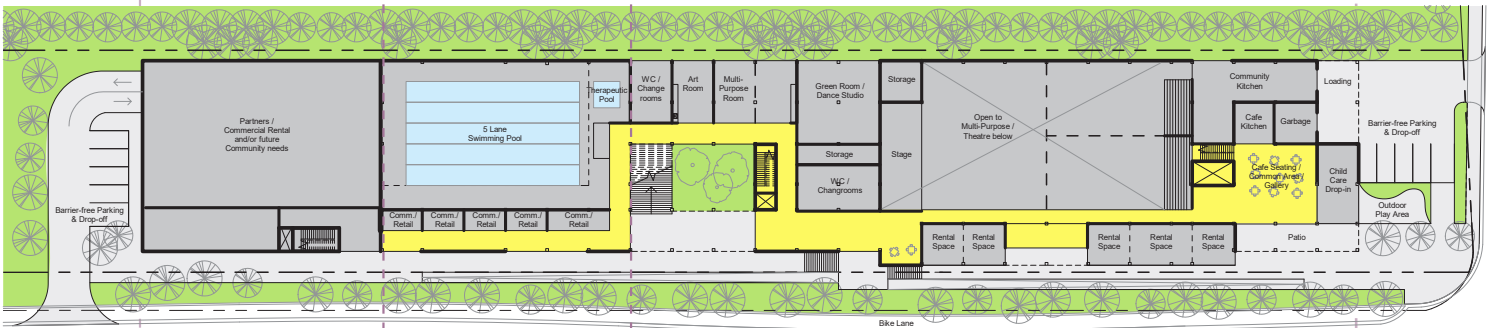 Partners /
Commercial Rental
and/or future
Community needs
5 Lane
Swimming Pool
Therapeutic
Pool
WC /
Change
rooms
Art
Room
Multi-
Purpose
Room
Green Room /
Dance Studio
Storage
Storage
WC /
Changrooms
Stage
Open to
Multi-Purpose /
Theatre below
Community
Kitchen
Cafe
Kitchen
Garbage
Loading
Barrier-free Parking
& Drop-off
Cafe Seating /
Common Area /
Gallery
Child
Care
Drop-in
Outdoor
Play Area
Patio
Barrier-free Parking
& Drop-off
Comm./
Retail
Comm./
Retail
Comm./
Retail
Comm./
Retail
Comm./
Retail
Rental
Space
Rental
Space
Rental
Space
Rental
Space
Rental
Space
Bike Lane